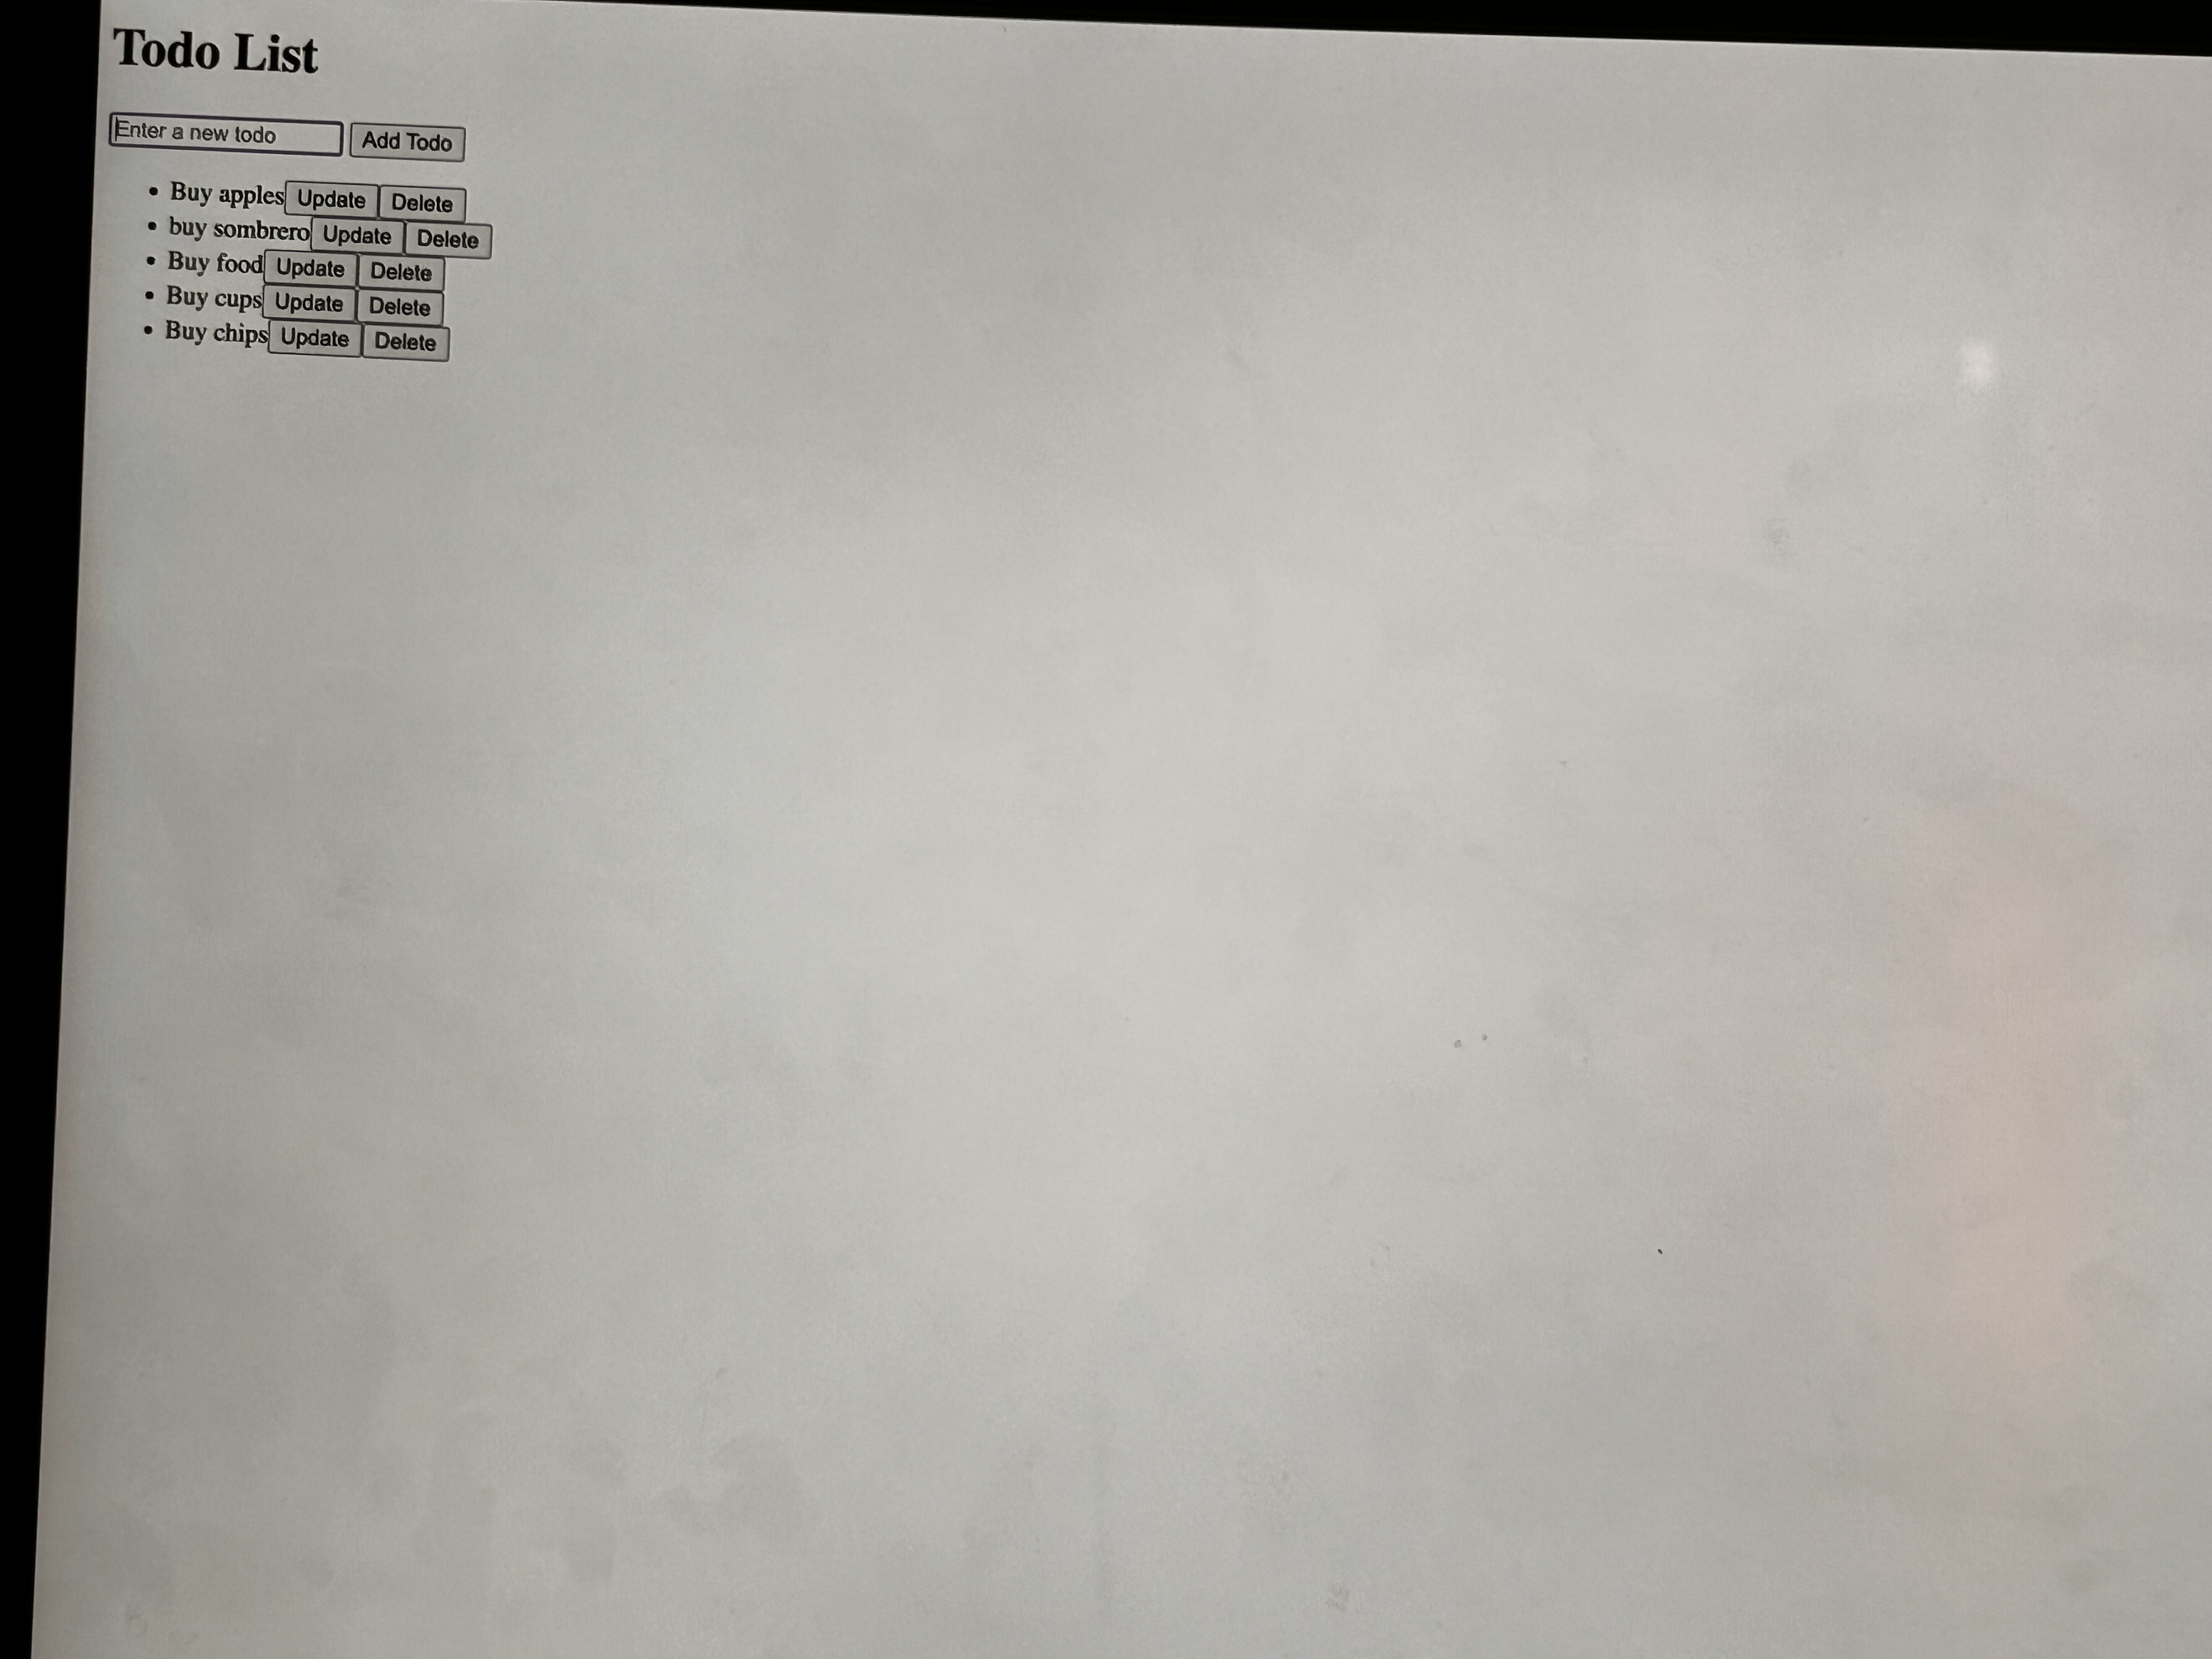 Todo List
Enter a new todo Add Todo
Buy apples Update Delete
buy sombrero Update Delete
Buy food Update Delete
Buy cups Update Delete
Buy chips Update Delete